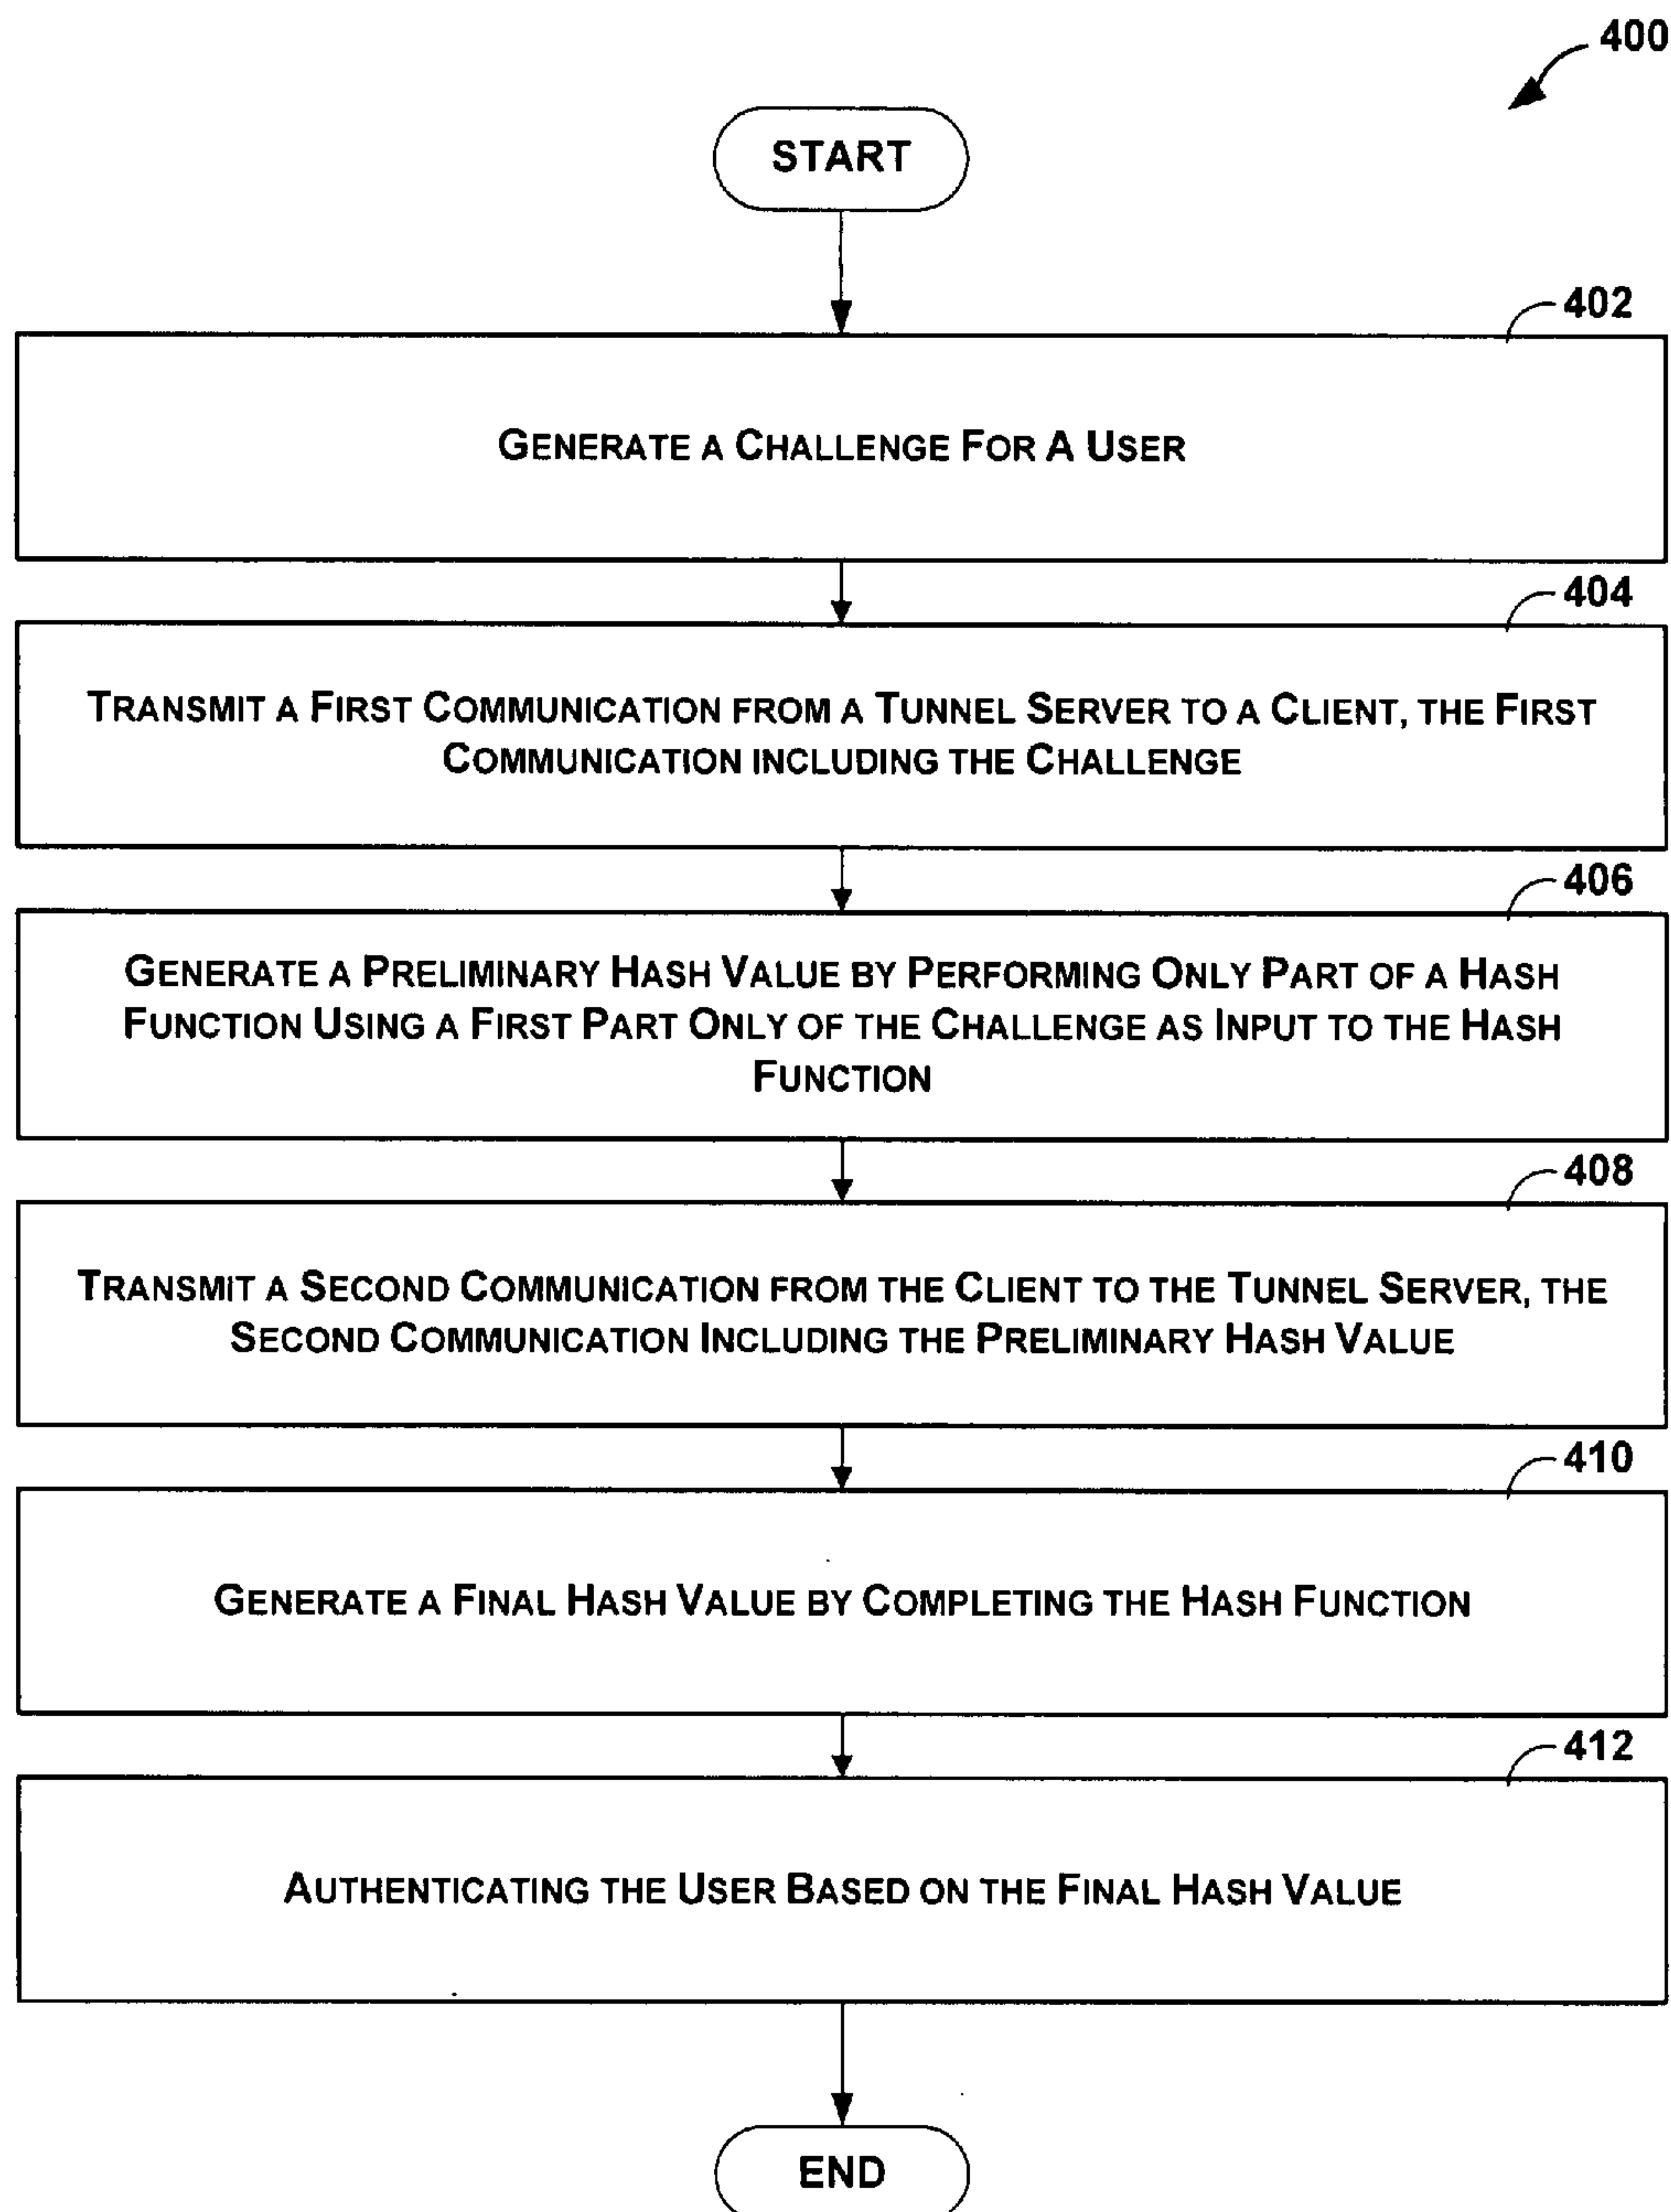 400
START
402
GENERATE A CHALLENGE FOR A USER
404
TRANSMIT A FIRST COMMUNICATION FROM A TUNNEL SERVER TO A CLIENT, THE FIRST
COMMUNICATION INCLUDING THE CHALLENGE
406
GENERATE A PRELIMINARY HASH VALUE BY PERFORMING ONLY PART OF A HASH
FUNCTION USING A FIRST PART ONLY OF THE CHALLENGE AS INPUT TO THE HASH
FUNCTION
408
TRANSMIT A SECOND COMMUNICATION FROM THE CLIENT TO THE TUNNEL SERVER, THE
SECOND COMMUNICATION INCLUDING THE PRELIMINARY HASH VALUE
410
GENERATE A FINAL HASH VALUE BY COMPLETING THE HASH FUNCTION
412
AUTHENTICATING THE USER BASED ON THE FINAL HASH VALUE
END